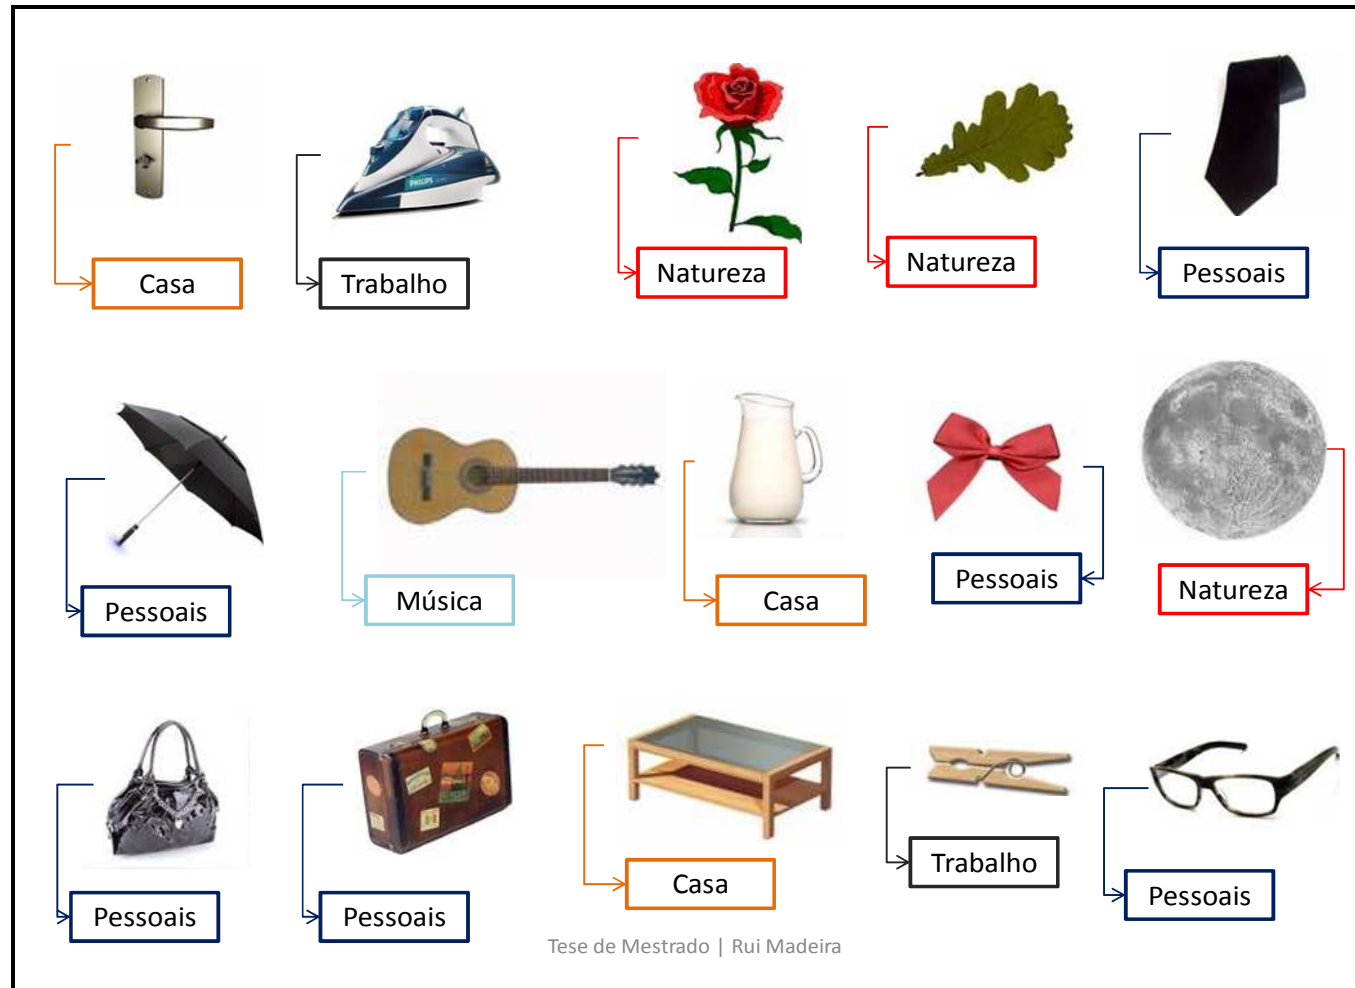 PHILIPS
Casa
Trabalho
Natureza
Natureza
Pessoais
Pessoais
Música
Casa
Pessoais
Natureza
Pessoais
Pessoais
Casa
Trabalho
Pessoais
Tese de Mestrado | Rui Madeira